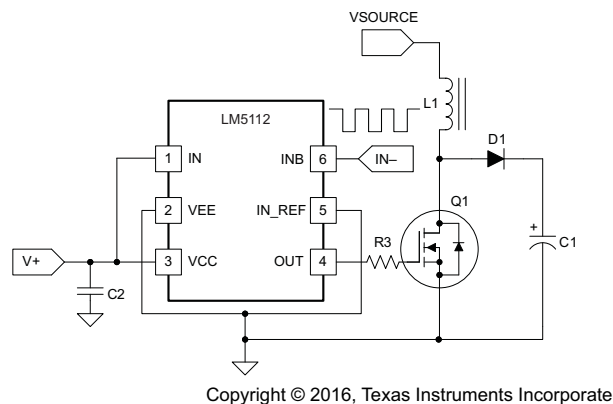 VSOURCE
L1
LM5112
D1
1 IN
INB 6
IN–
2 VEE
IN_REF 5
Q1
V+
3 VCC
OUT 4
R3
+
C1
C2
Copyright © 2016, Texas Instruments Incorporate